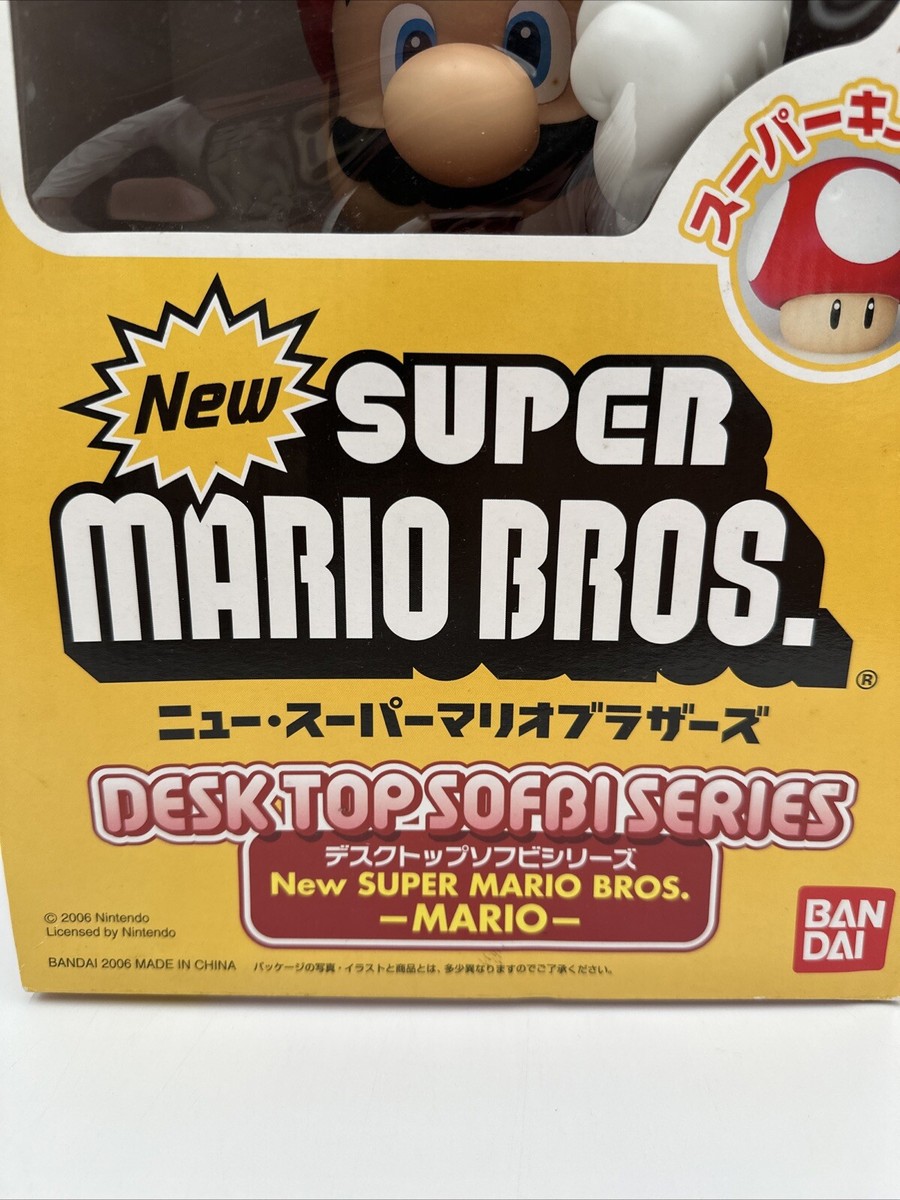 スーパーキ
New
SUPER
MARIO BROS.
®
ニュー・スーパーマリオブラザーズ
DESK TOP SOFBI SERIES
デスクトップソフビシリーズ
New SUPER MARIO BROS.
–MARIO–
© 2006 Nintendo
Licensed by Nintendo
BANDAI 2006 MADE IN CHINA
パッケージの写真・イラストと商品とは、多少異なりますのでご了承ください。
BAN
DAI